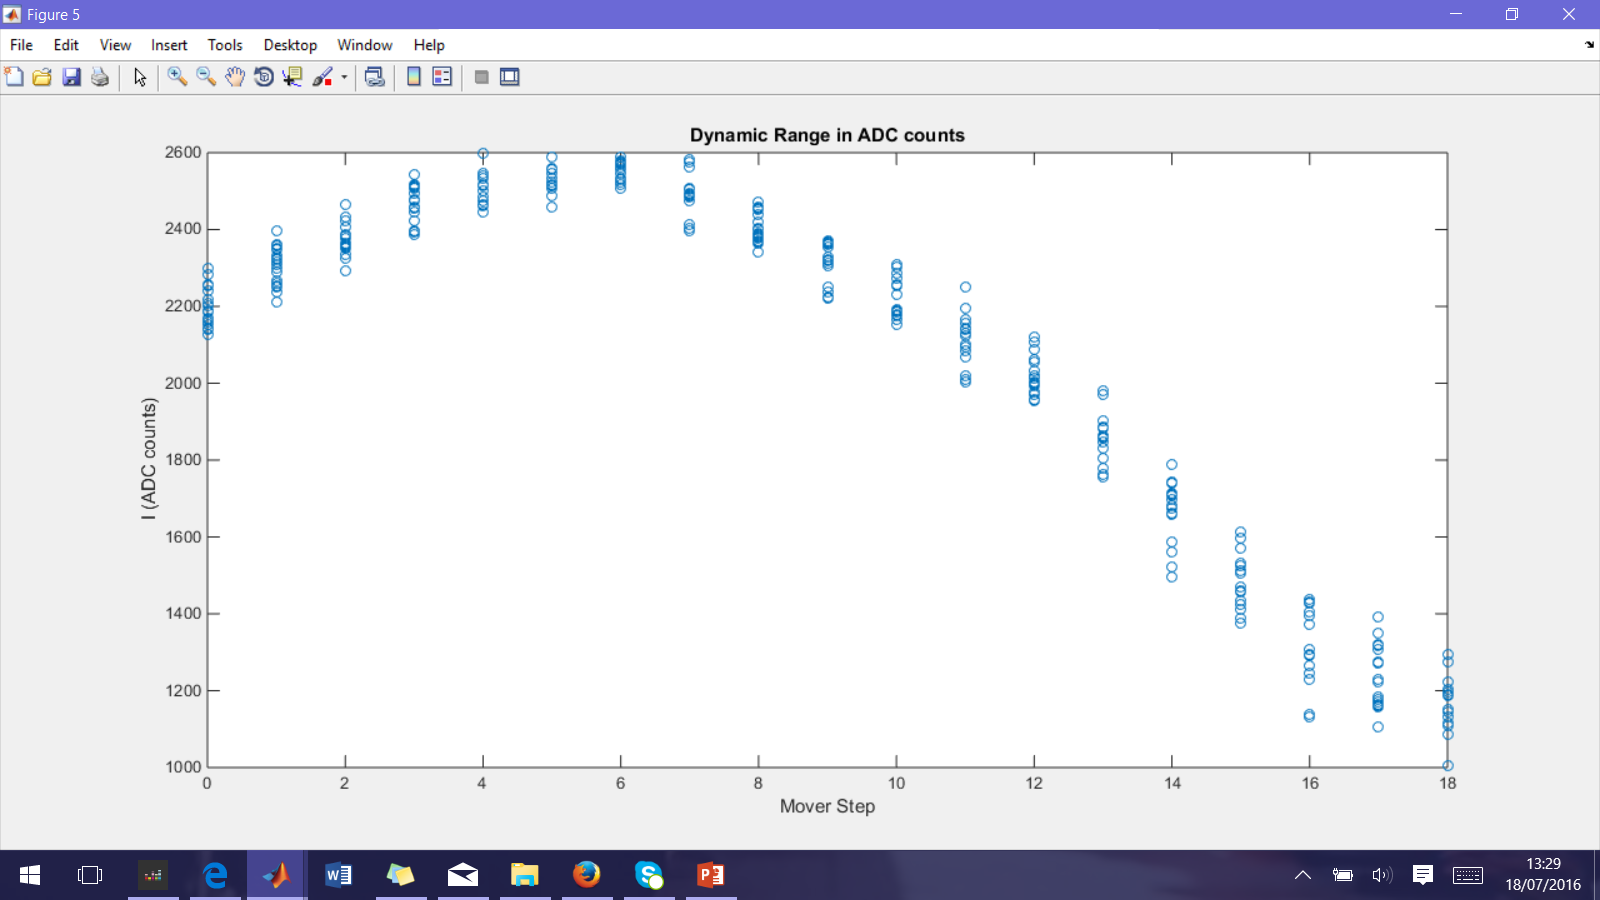 Figure 5
File Edit View Insert Tools Desktop Window Help
Dynamic Range in ADC counts
2600
2400
2200
2000
1800
1600
1400
1200
1000
I (ADC counts)
0 2 4 6 8 10 12 14 16 18
Mover Step
13:29
18/07/2016